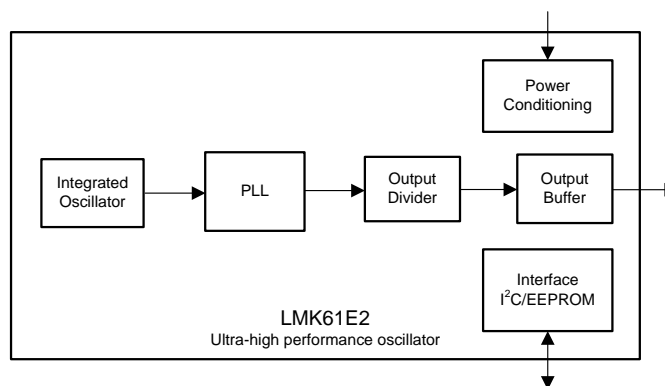 Power
Conditioning
Integrated
Oscillator
PLL
Output
Divider
Output
Buffer
Interface
I²C/EEPROM
LMK61E2
Ultra-high performance oscillator